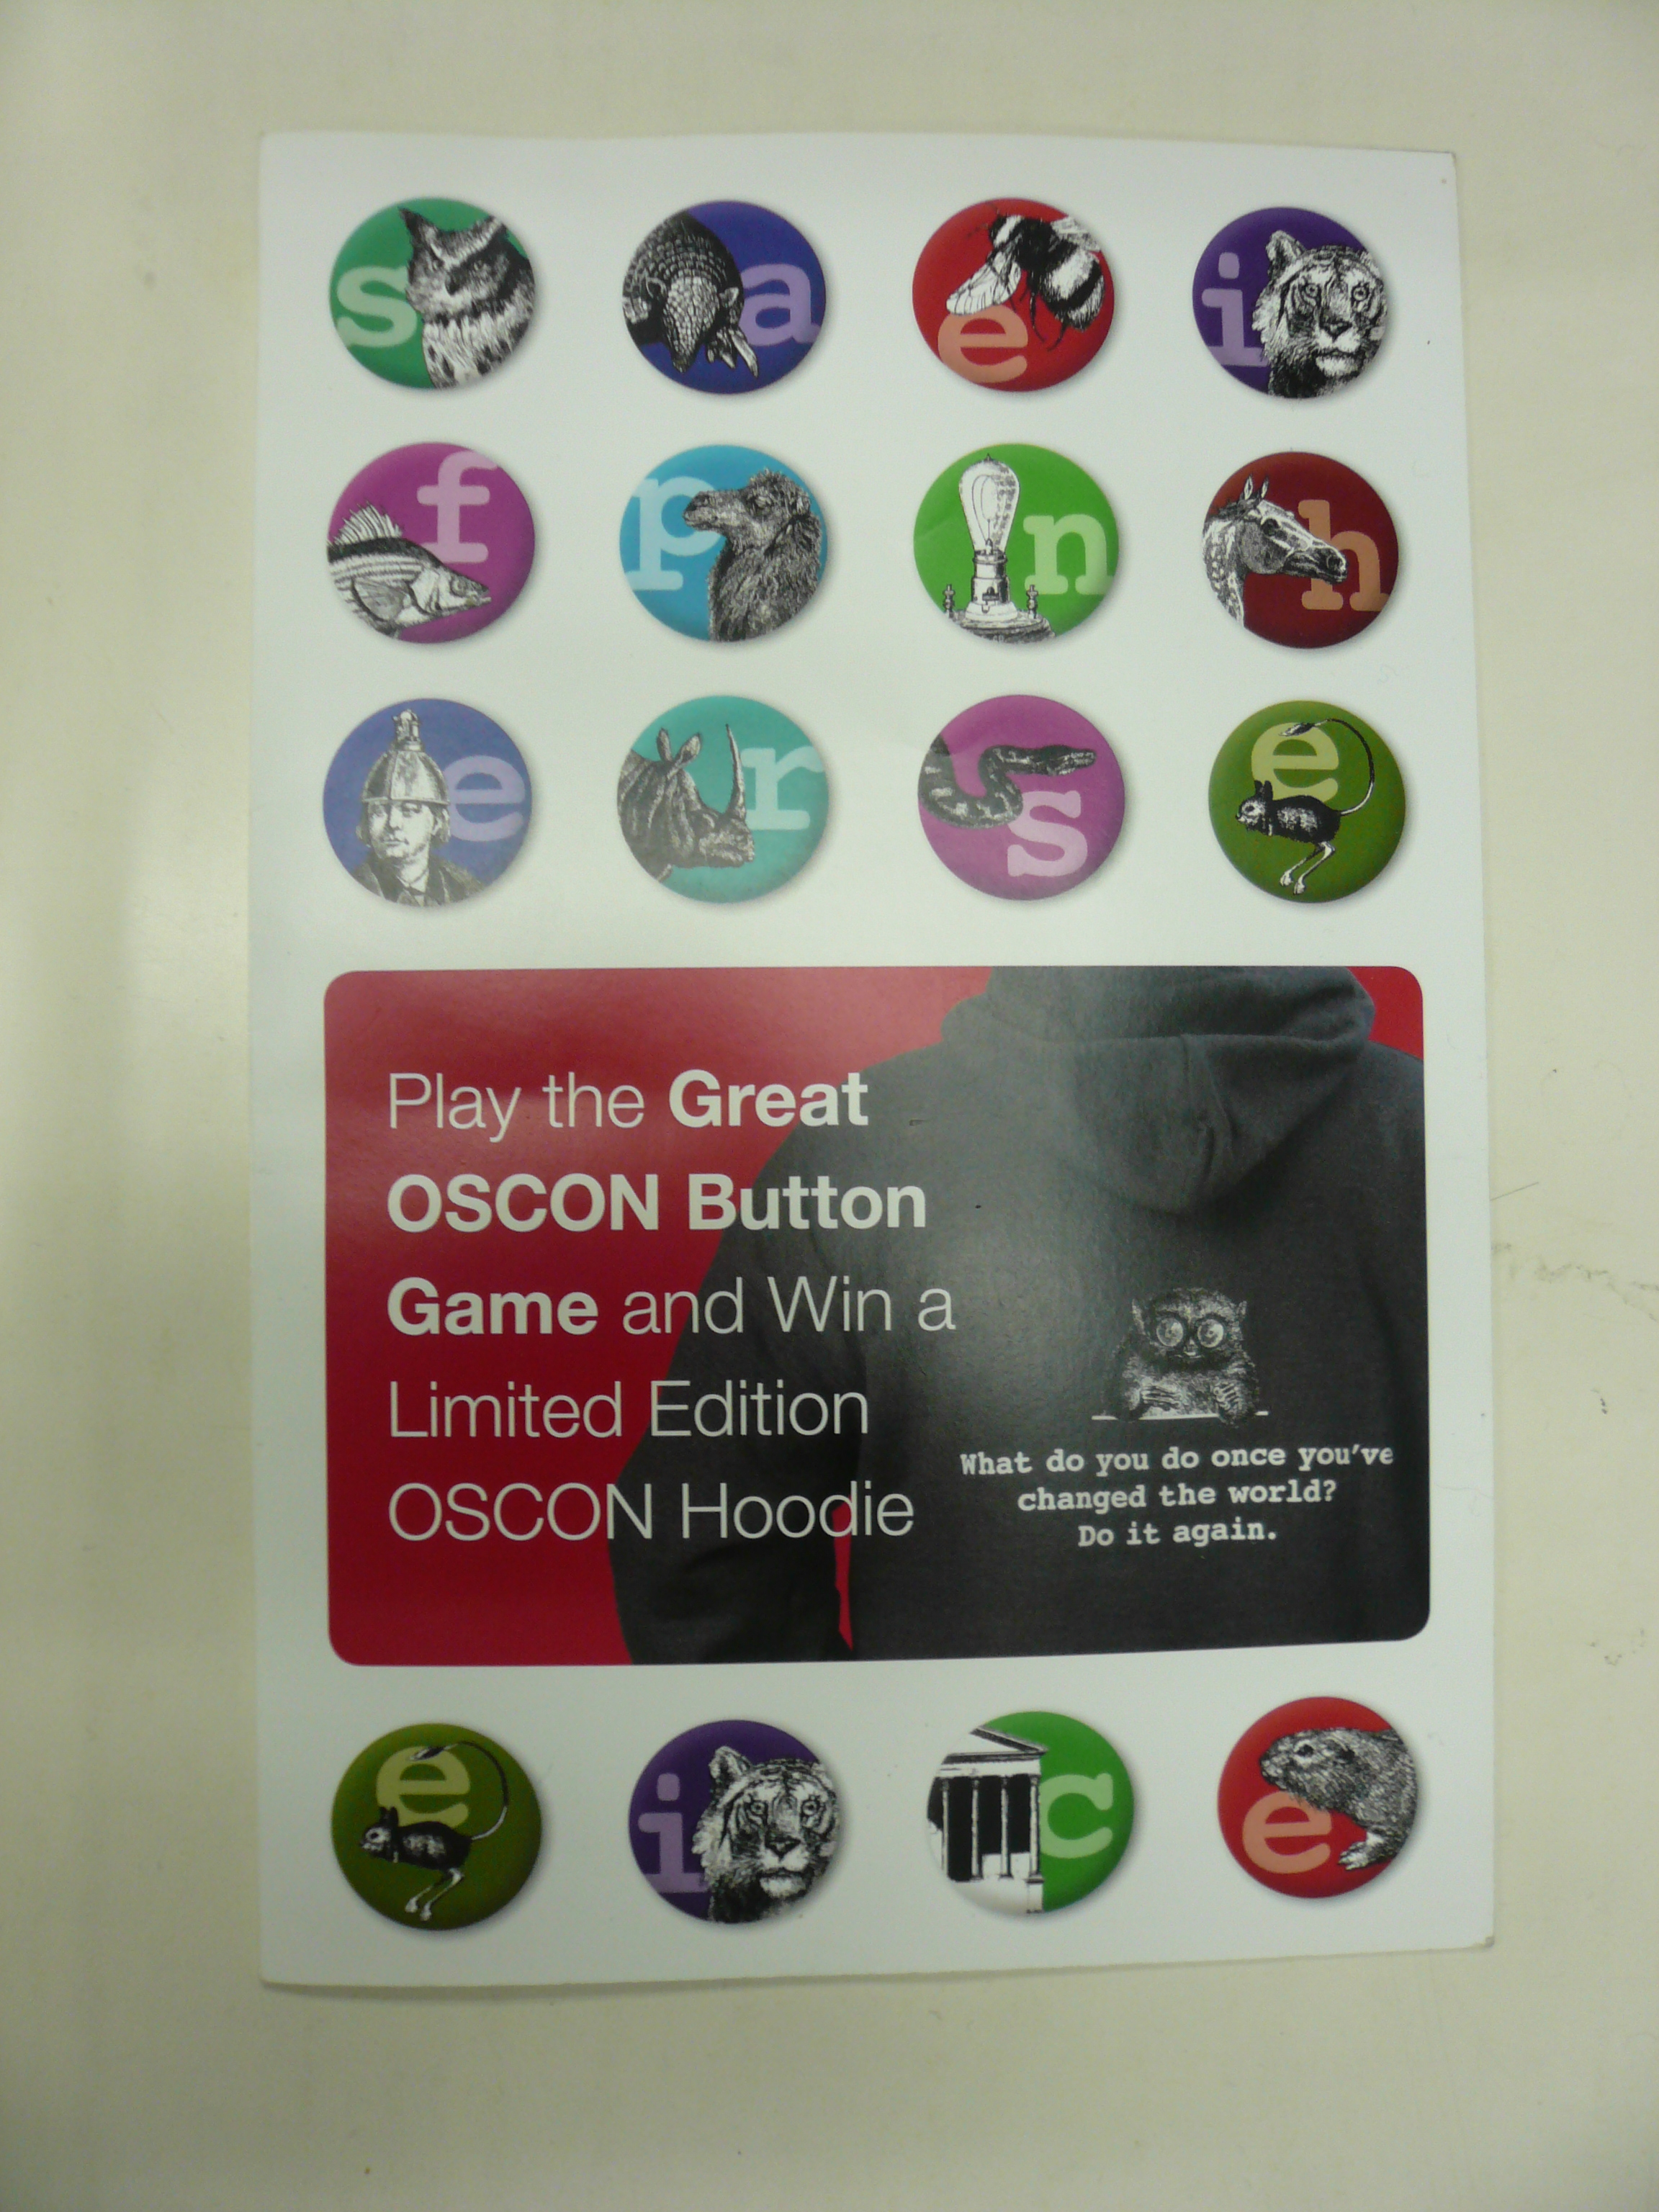 s a e i
f p n h
e r s e
Play the Great
OSCON Button
Game and Win a
Limited Edition
OSCON Hoodie
What do you do once you've
changed the world?
Do it again.
e i c e